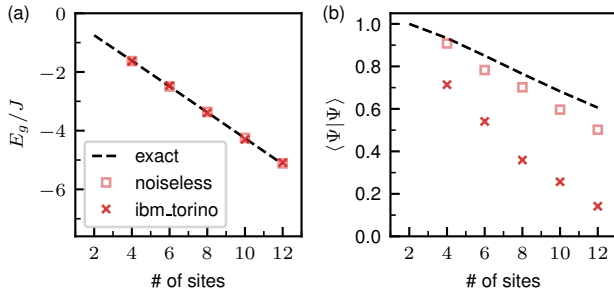 (a)
0
−2
−4
−6
E_g/J
exact
noiseless
ibm_torino
2 4 6 8 10 12
# of sites
(b)
1.0
0.8
0.6
0.4
0.2
0.0
⟨Ψ|Ψ⟩
2 4 6 8 10 12
# of sites